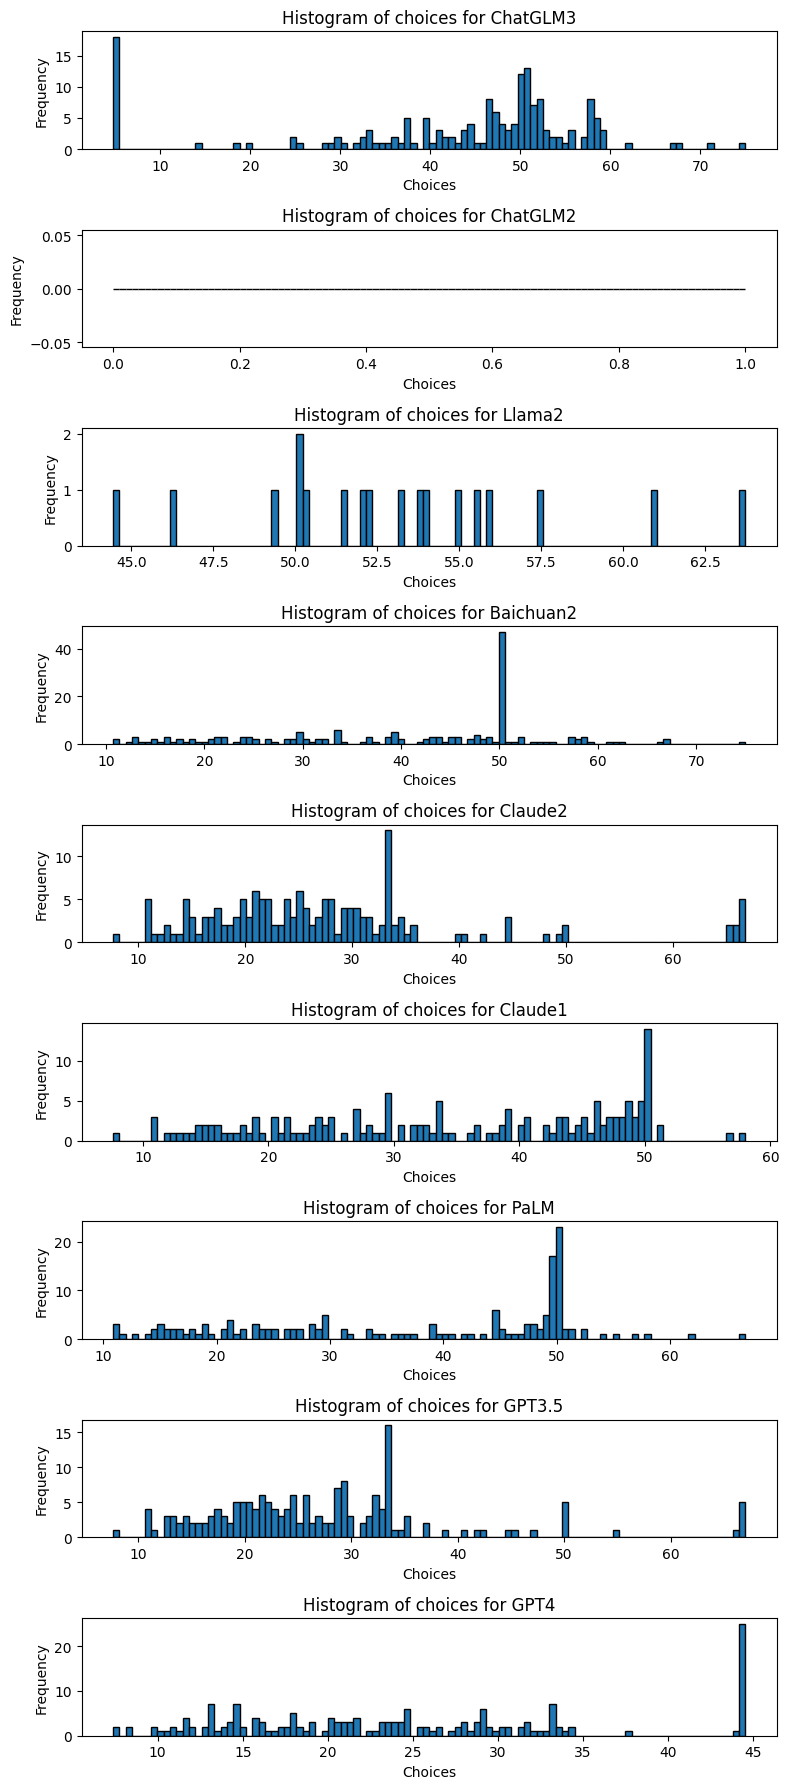 Histogram of choices for ChatGLM3
15
10
5
0
Frequency
10 20 30 40 50 60 70
Choices
Histogram of choices for ChatGLM2
0.05
0.00
−0.05
Frequency
0.0 0.2 0.4 0.6 0.8 1.0
Choices
Histogram of choices for Llama2
2
1
0
Frequency
45.0 47.5 50.0 52.5 55.0 57.5 60.0 62.5
Choices
Histogram of choices for Baichuan2
40
20
0
Frequency
10 20 30 40 50 60 70
Choices
Histogram of choices for Claude2
10
5
0
Frequency
10 20 30 40 50 60
Choices
Histogram of choices for Claude1
10
5
0
Frequency
10 20 30 40 50 60
Choices
Histogram of choices for PaLM
20
10
0
Frequency
10 20 30 40 50 60
Choices
Histogram of choices for GPT3.5
15
10
5
0
Frequency
10 20 30 40 50 60
Choices
Histogram of choices for GPT4
20
10
0
Frequency
10 15 20 25 30 35 40 45
Choices